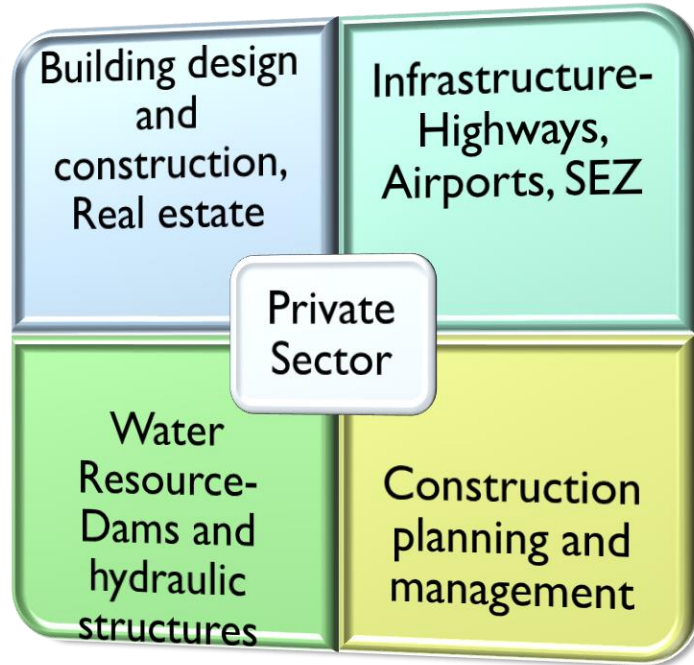 Building design
and
construction,
Real estate
Infrastructure-
Highways,
Airports, SEZ
Private
Sector
Water
Resource-
Dams and
hydraulic
structures
Construction
planning and
management